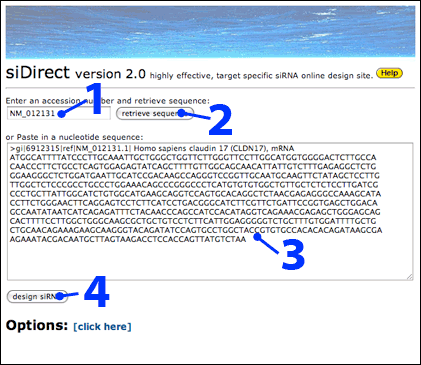 siDirect version 2.0 highly effective, target specific siRNA online design site. Help
Enter an accession number and retrieve sequence:
1
NM_012131 retrieve sequence 2
or Paste in a nucleotide sequence:
>gi|6912315|ref|NM_012131.1| Homo sapiens claudin 17 (CLDN17), mRNA
ATGGCATTTTATCCCTTGCAAATTGCTGGGCTGGTTCTTGGGTTCCTTGGCATGGTGGGGACTCTTGCCA
CAACCCTTCTGCCTCAGTGGAGAGTATCAGCTTTTGTTGGCAGCAACATTATTGTCTTTGAGAGGCTCTG
GGAAGGGCTCTGGATGAATTGCATCCGACAAGCCAGGGTCCGGTTGCAATGCAAGTTCTATAGCTCCTTG
TTGGCTCTCCCGCCTGCCCTGGAAACAGCCCGGGCCCTCATGTGTGTGGCTGTTGCTCTCTCCTTGATCG
CCCTGCTTATTGGCATCTGTGGCATGAAGCAGGTCCAGTGCACAGGCTCTAACGAGAGGGCCAAAGCATA
CCTTCTGGGAACTTCAGGAGTCCTCTTCATCCTGACGGGCATCTTCGTTCTGATTCCGGTGAGCTGGACA
GCCAATATAATCATCAGAGATTTCTACAACCCAGCCATCCACATAGGTCAGAAACGAGAGCTGGGAGCAG
CACTTTTCCTTGGCTGGGCAAGCGCTGCTGTCCTCTTCATTGGAGGGGGTCTGCTTTGTGGATTTTGCTG
CTGCAACAGAAAGAAGCAAGGGTACAGATATCCAGTGCCTGGCTACCGTGTGCCACACACAGATAAGCGA
AGAAATACGACAATGCTTAGTAAGACCTCCACCAGTTATGTCTAA
3
4
design siRNA
Options: [click here]